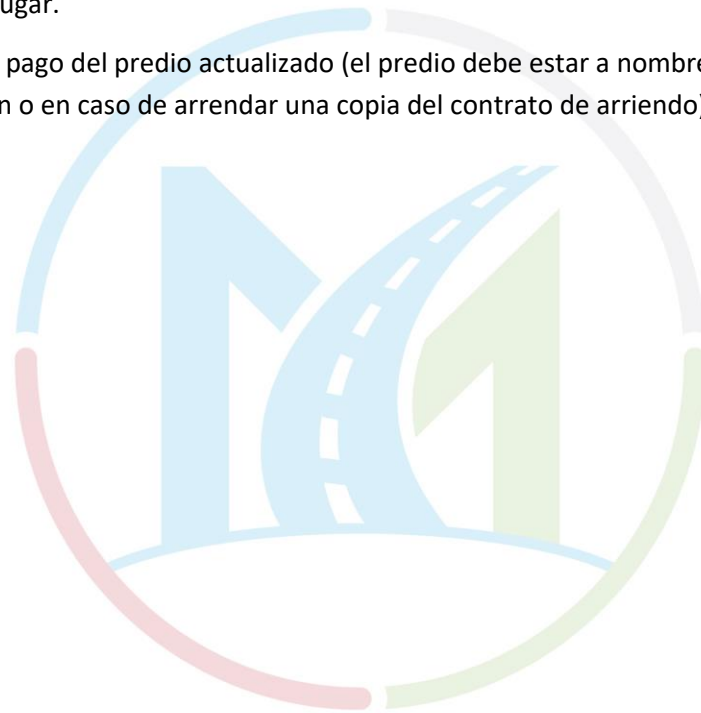 ugar.
pago del predio actualizado (el predio debe estar a nombre
n o en caso de arrendar una copia del contrato de arriendo)